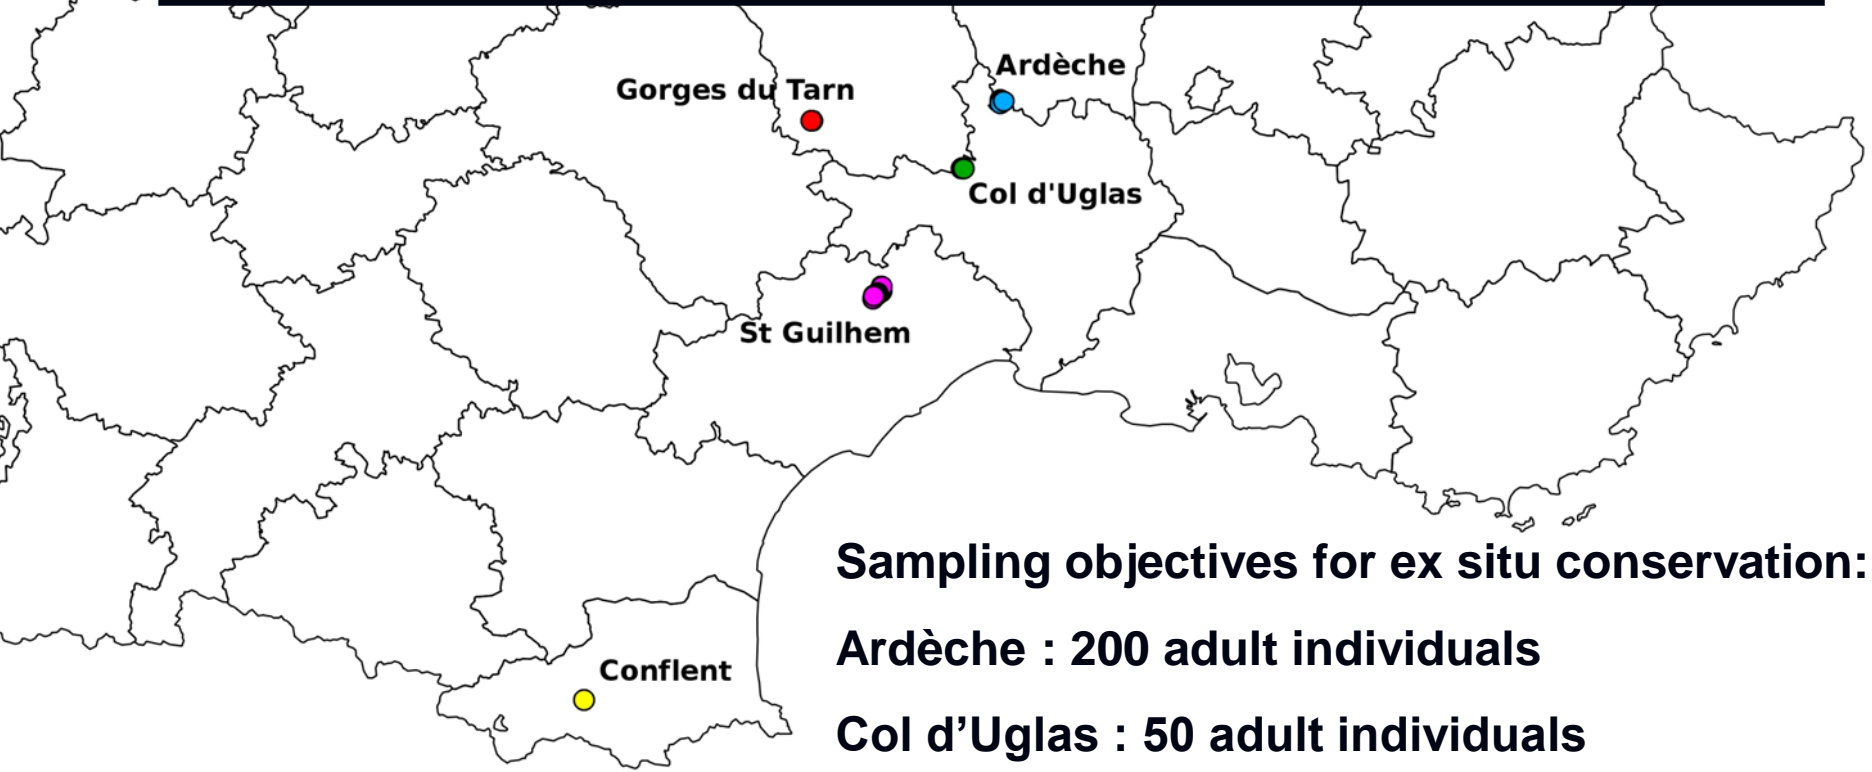 Ardèche
Gorges du Tarn
Col d'Uglas
St Guilhem
Conflent
Sampling objectives for ex situ conservation:
Ardèche : 200 adult individuals
Col d’Uglas : 50 adult individuals